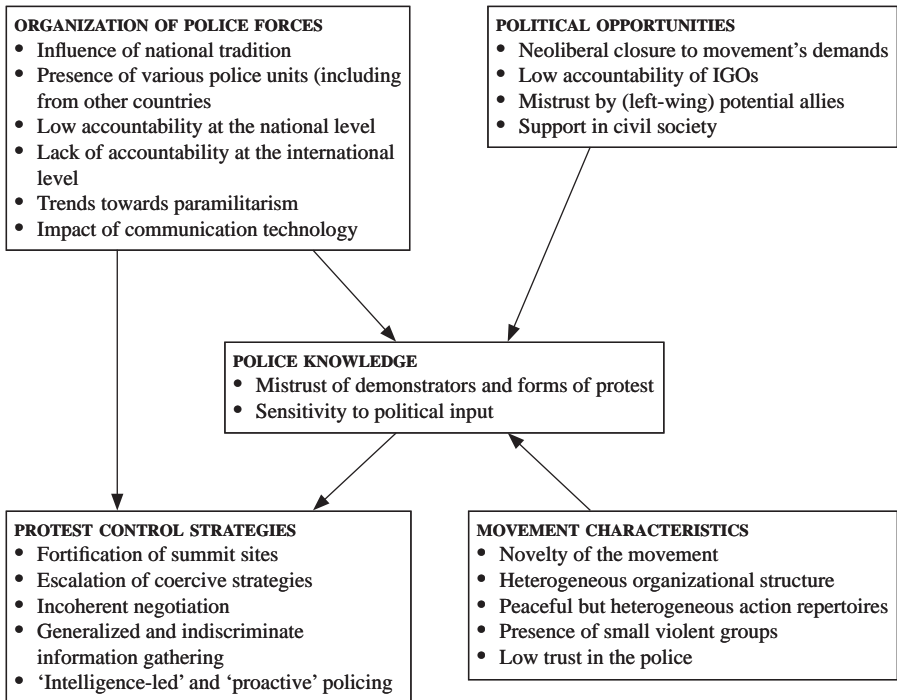 ORGANIZATION OF POLICE FORCES
• Influence of national tradition
• Presence of various police units (including
from other countries
• Low accountability at the national level
• Lack of accountability at the international
level
• Trends towards paramilitarism
• Impact of communication technology
POLITICAL OPPORTUNITIES
• Neoliberal closure to movement’s demands
• Low accountability of IGOs
• Mistrust by (left-wing) potential allies
• Support in civil society
POLICE KNOWLEDGE
• Mistrust of demonstrators and forms of protest
• Sensitivity to political input
PROTEST CONTROL STRATEGIES
• Fortification of summit sites
• Escalation of coercive strategies
• Incoherent negotiation
• Generalized and indiscriminate
information gathering
• ‘Intelligence-led’ and ‘proactive’ policing
MOVEMENT CHARACTERISTICS
• Novelty of the movement
• Heterogeneous organizational structure
• Peaceful but heterogeneous action repertoires
• Presence of small violent groups
• Low trust in the police